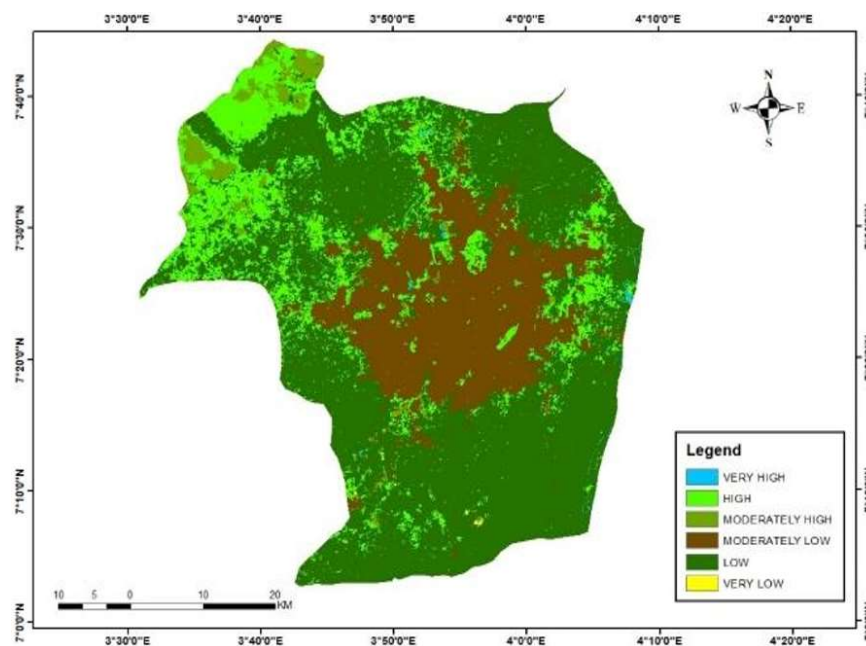 3°30'0"E 3°40'0"E 3°50'0"E 4°0'0"E 4°10'0"E 4°20'0"E
7°40'0"N
7°30'0"N
7°20'0"N
7°10'0"N
7°0'0"N
N
W E
S
Legend
VERY HIGH
HIGH
MODERATELY HIGH
MODERATELY LOW
LOW
VERY LOW
10 5 0 10 20
KM
3°30'0"E 3°40'0"E 3°50'0"E 4°0'0"E 4°10'0"E 4°20'0"E